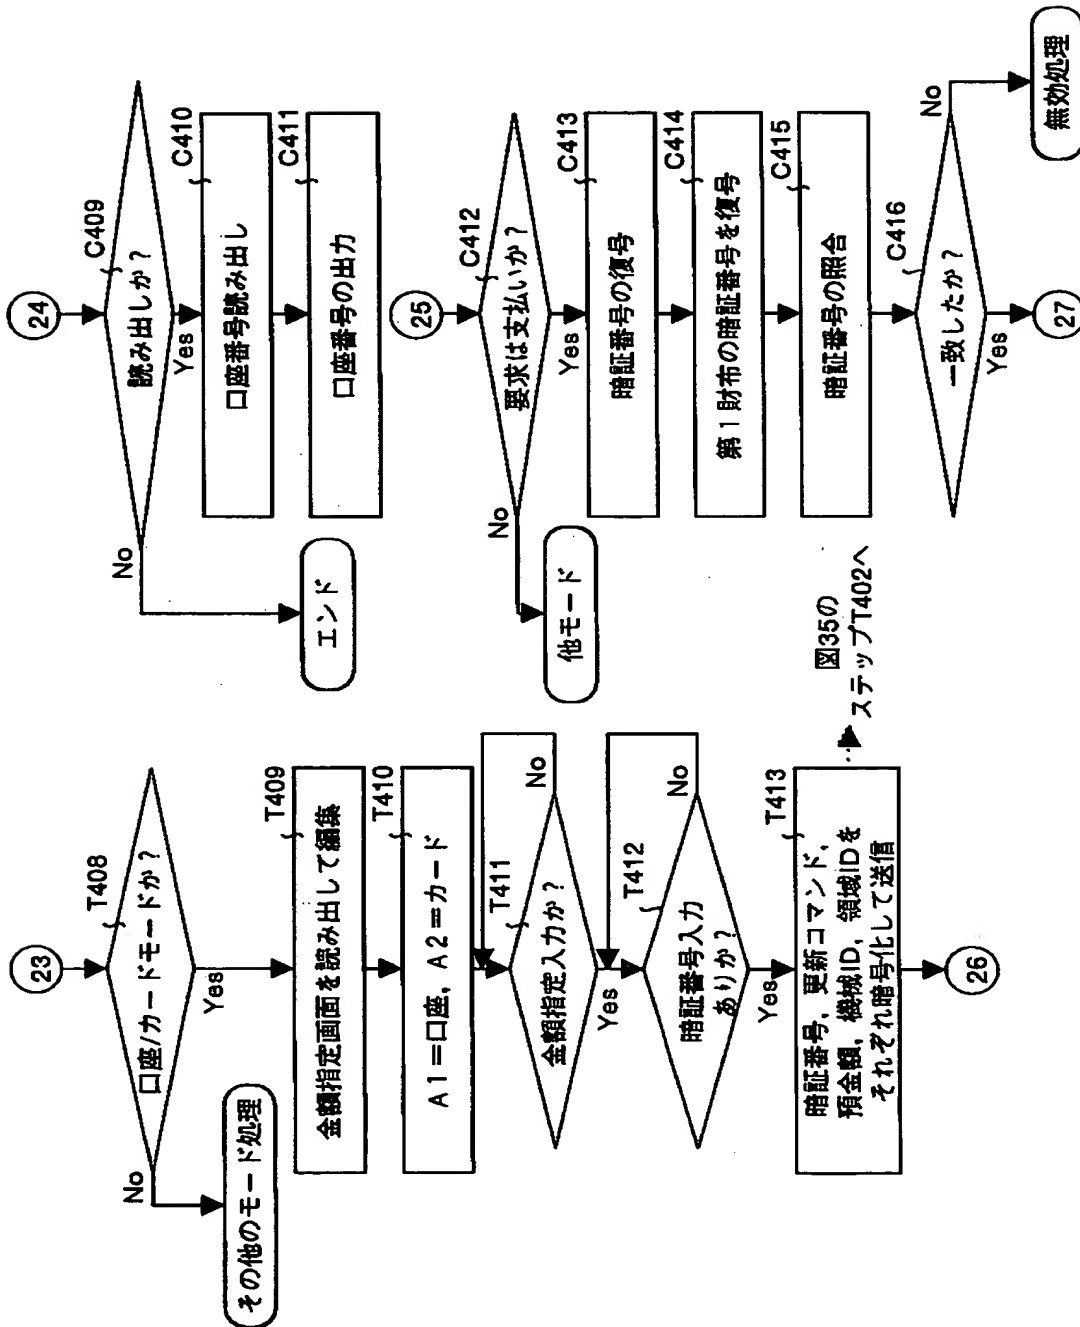 23
T408
口座/カードモードか?
No
Yes
その他のモード処理
T409
金額指定画面を読み出して編集
T410
A1=口座, A2=カード
T411
金額指定入力か?
No
Yes
T412
暗証番号入力
ありか?
No
Yes
T413
暗証番号, 更新コマンド,
預金額, 機械ID, 領域IDを
それぞれ暗号化して送信
図35の
ステップT402へ
26
24
C409
読み出しか?
No
Yes
エンド
C410
口座番号読み出し
C411
口座番号の出力
25
C412
要求は支払いか?
No
Yes
他モード
C413
暗証番号の復号
C414
第1財布の暗証番号を復号
C415
暗証番号の照合
C416
一致したか?
No
Yes
無効処理
27